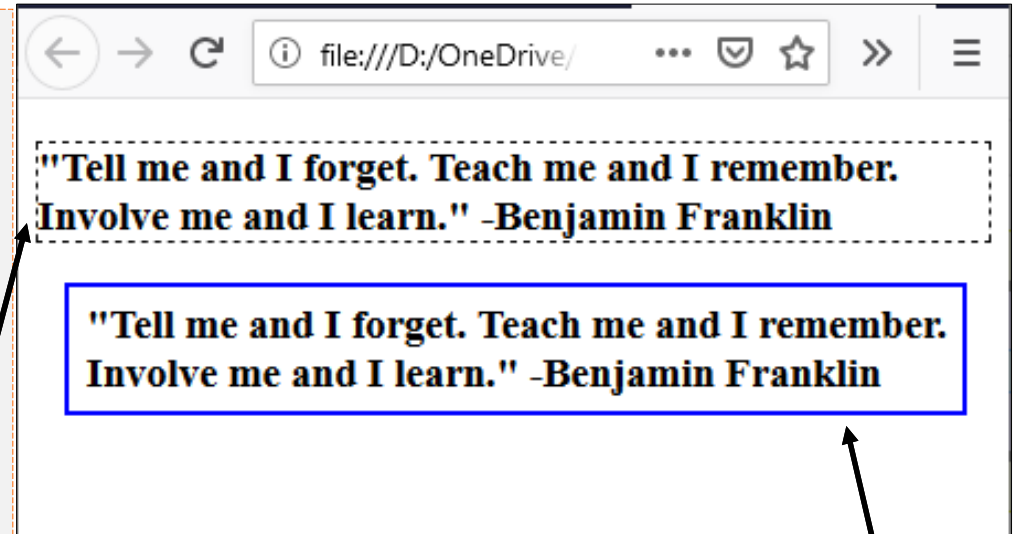 file:///D:/OneDrive/
"Tell me and I forget. Teach me and I remember.
Involve me and I learn." -Benjamin Franklin
"Tell me and I forget. Teach me and I remember.
Involve me and I learn." -Benjamin Franklin